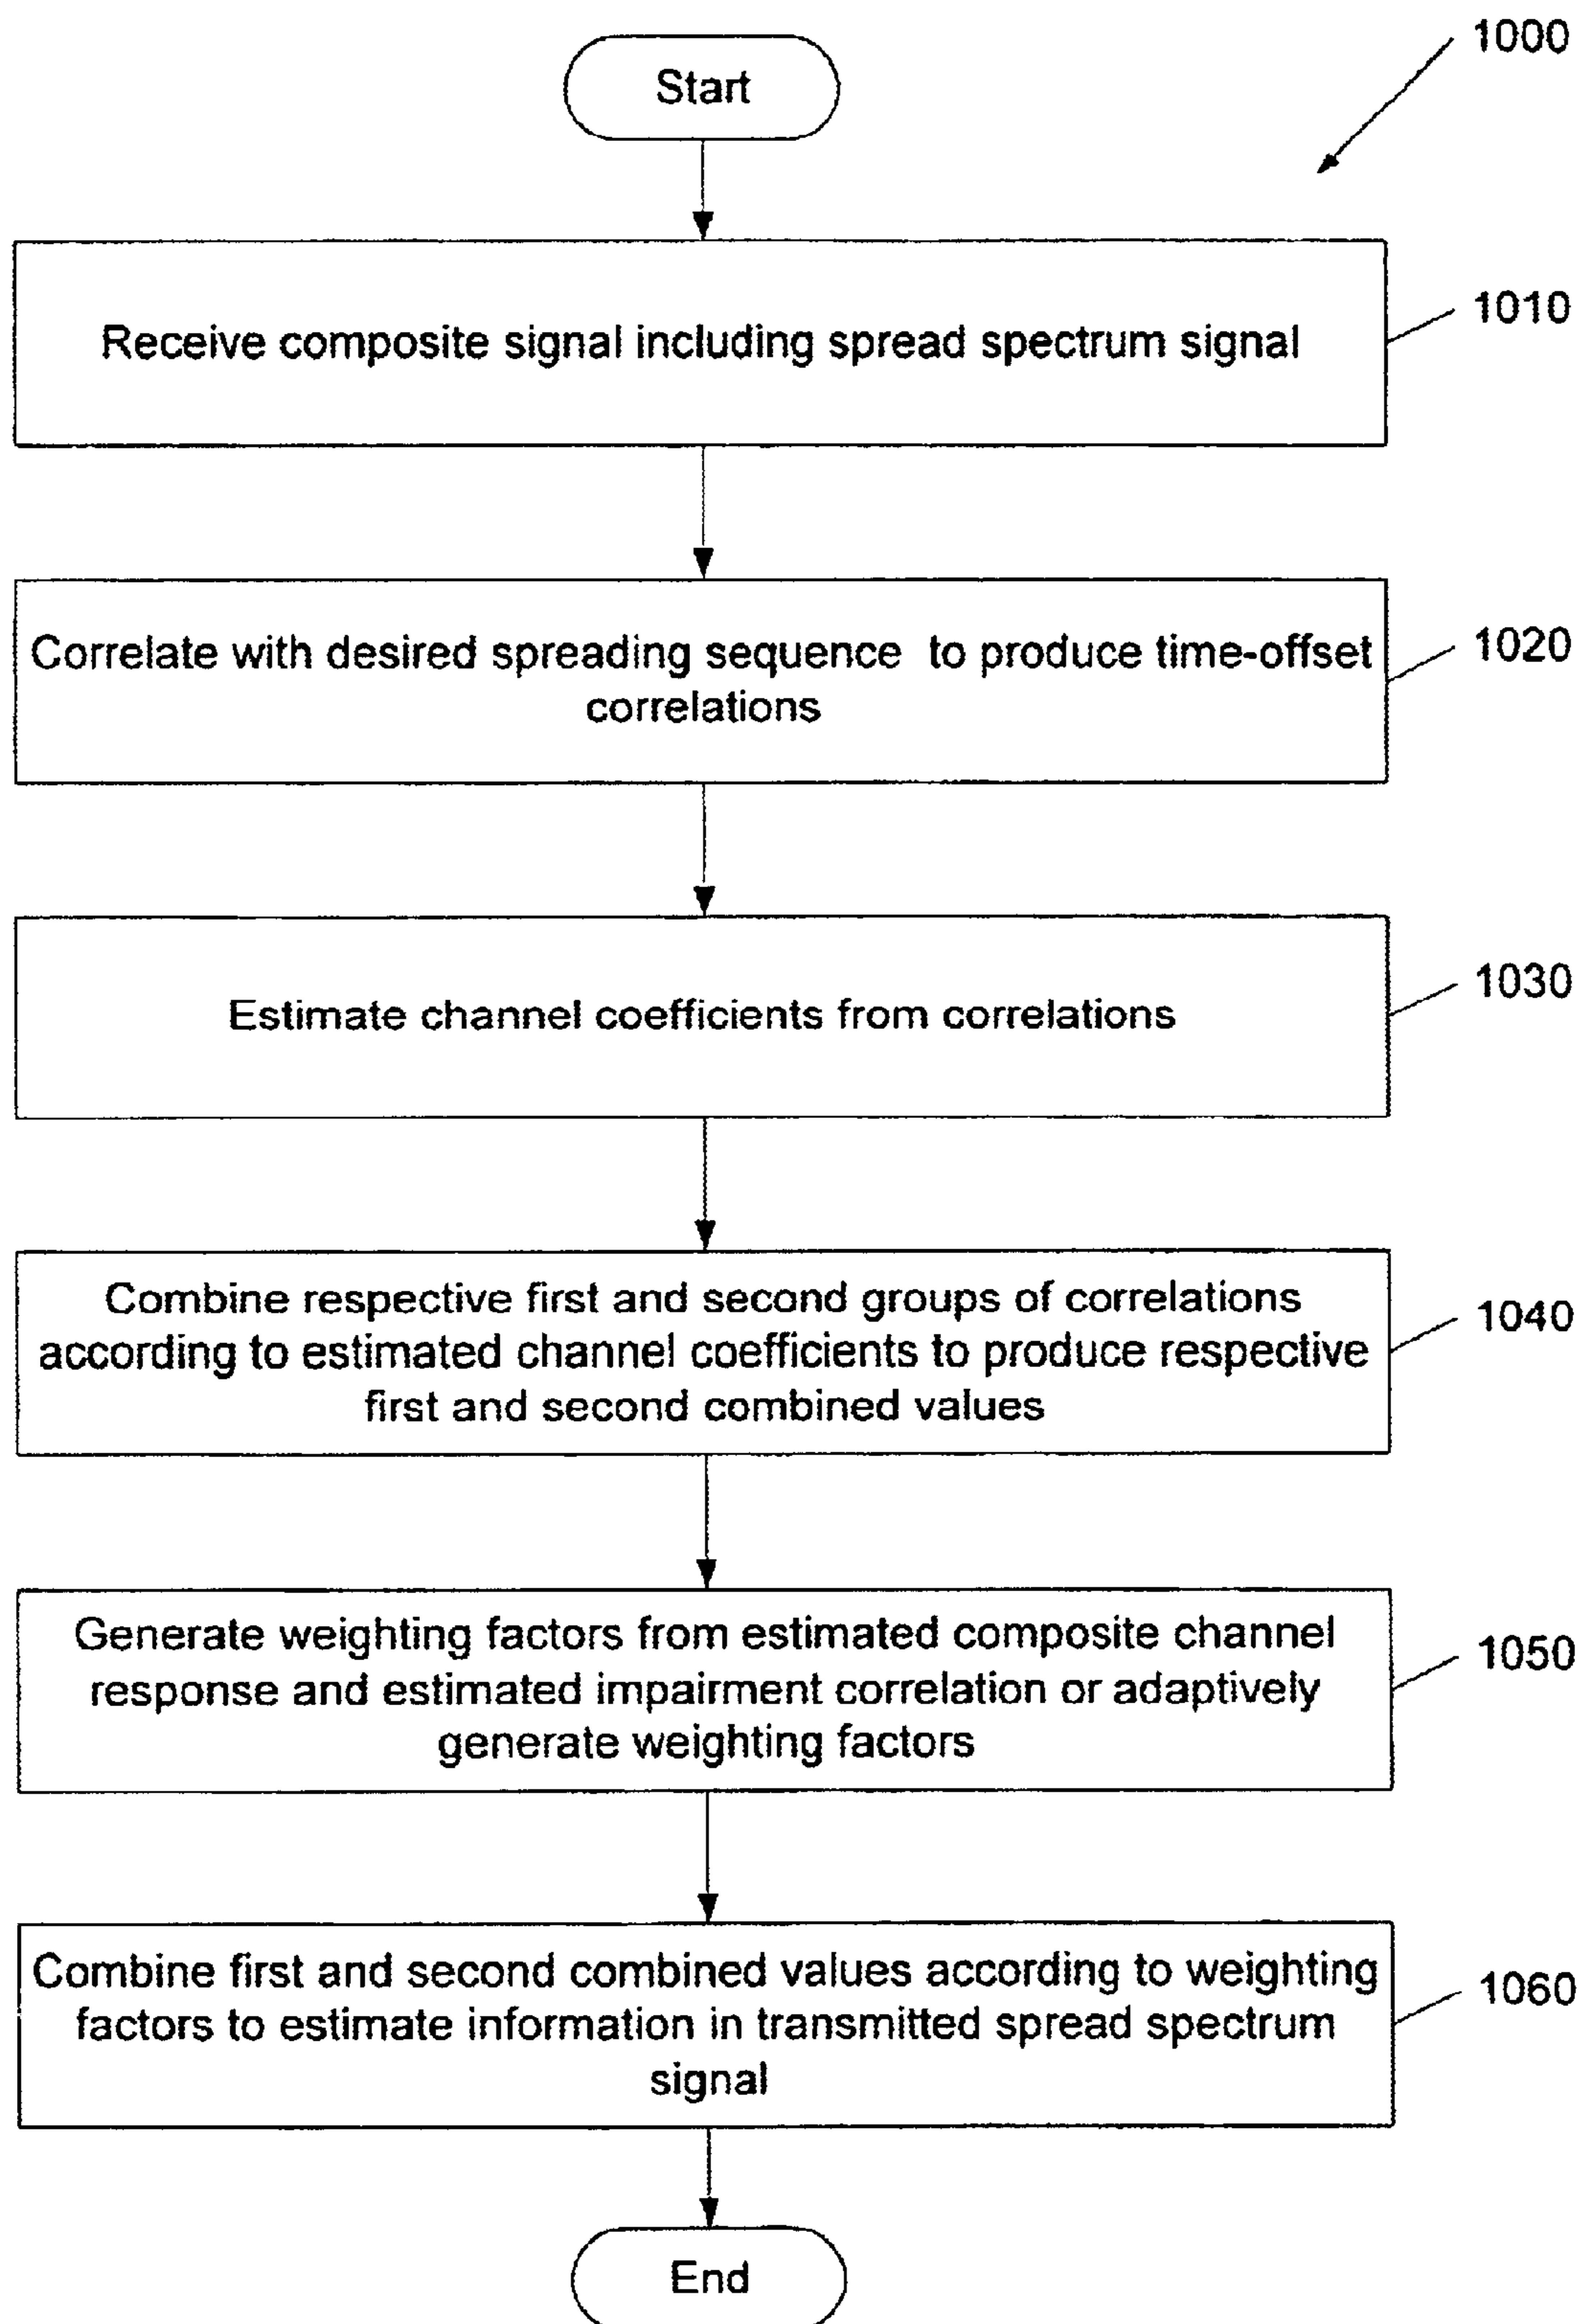 1000
Start
Receive composite signal including spread spectrum signal
1010
Correlate with desired spreading sequence to produce time-offset
correlations
1020
Estimate channel coefficients from correlations
1030
Combine respective first and second groups of correlations
according to estimated channel coefficients to produce respective
first and second combined values
1040
Generate weighting factors from estimated composite channel
response and estimated impairment correlation or adaptively
generate weighting factors
1050
Combine first and second combined values according to weighting
factors to estimate information in transmitted spread spectrum
signal
1060
End